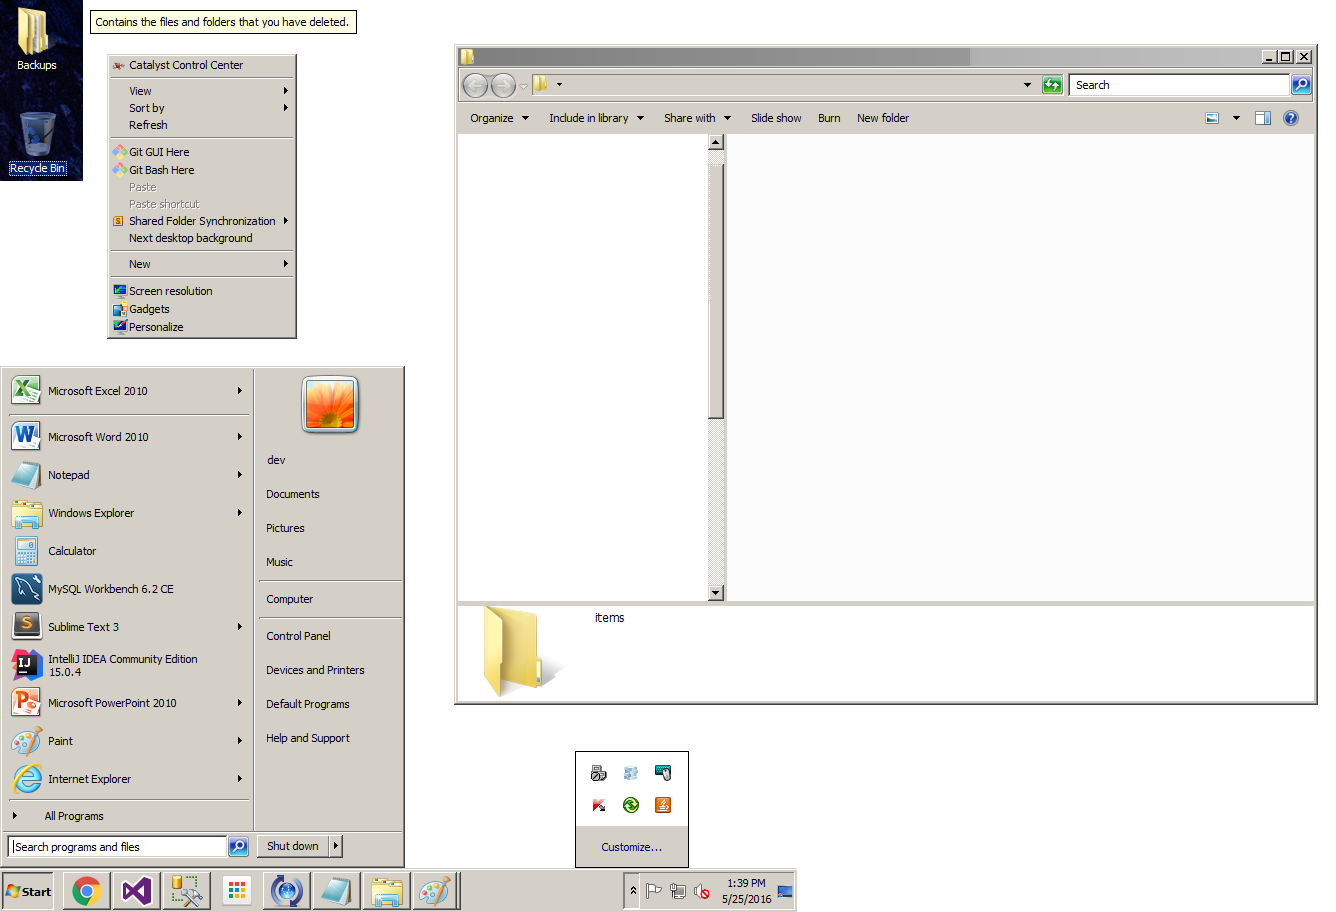 Contains the files and folders that you have deleted.
Backups
Recycle Bin
Catalyst Control Center
View
Sort by
Refresh
Git GUI Here
Git Bash Here
Paste
Paste shortcut
Shared Folder Synchronization
Next desktop background
New
Screen resolution
Gadgets
Personalize
Search
Organize
Include in library
Share with
Slide show
Burn
New folder
items
Microsoft Excel 2010
Microsoft Word 2010
Notepad
Windows Explorer
Calculator
MySQL Workbench 6.2 CE
Sublime Text 3
IntelliJ IDEA Community Edition
15.0.4
Microsoft PowerPoint 2010
Paint
Internet Explorer
All Programs
Search programs and files
dev
Documents
Pictures
Music
Computer
Control Panel
Devices and Printers
Default Programs
Help and Support
Shut down
Customize...
Start
1:39 PM
5/25/2016